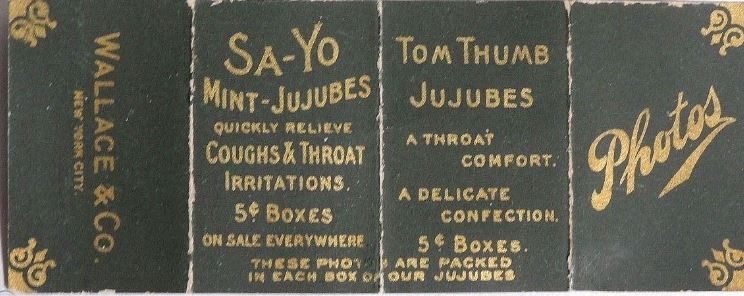 WALLACE & CO.
NEW YORK CITY.
SA-YO
MINT-JUJUBES
QUICKLY RELIEVE
COUGHS & THROAT
IRRITATIONS.
5¢ BOXES
ON SALE EVERYWHERE
TOM THUMB
JUJUBES
A THROAT
COMFORT.
A DELICATE
CONFECTION.
5¢ BOXES.
THESE PHOTOS ARE PACKED
IN EACH BOX OF OUR JUJUBES
Photos